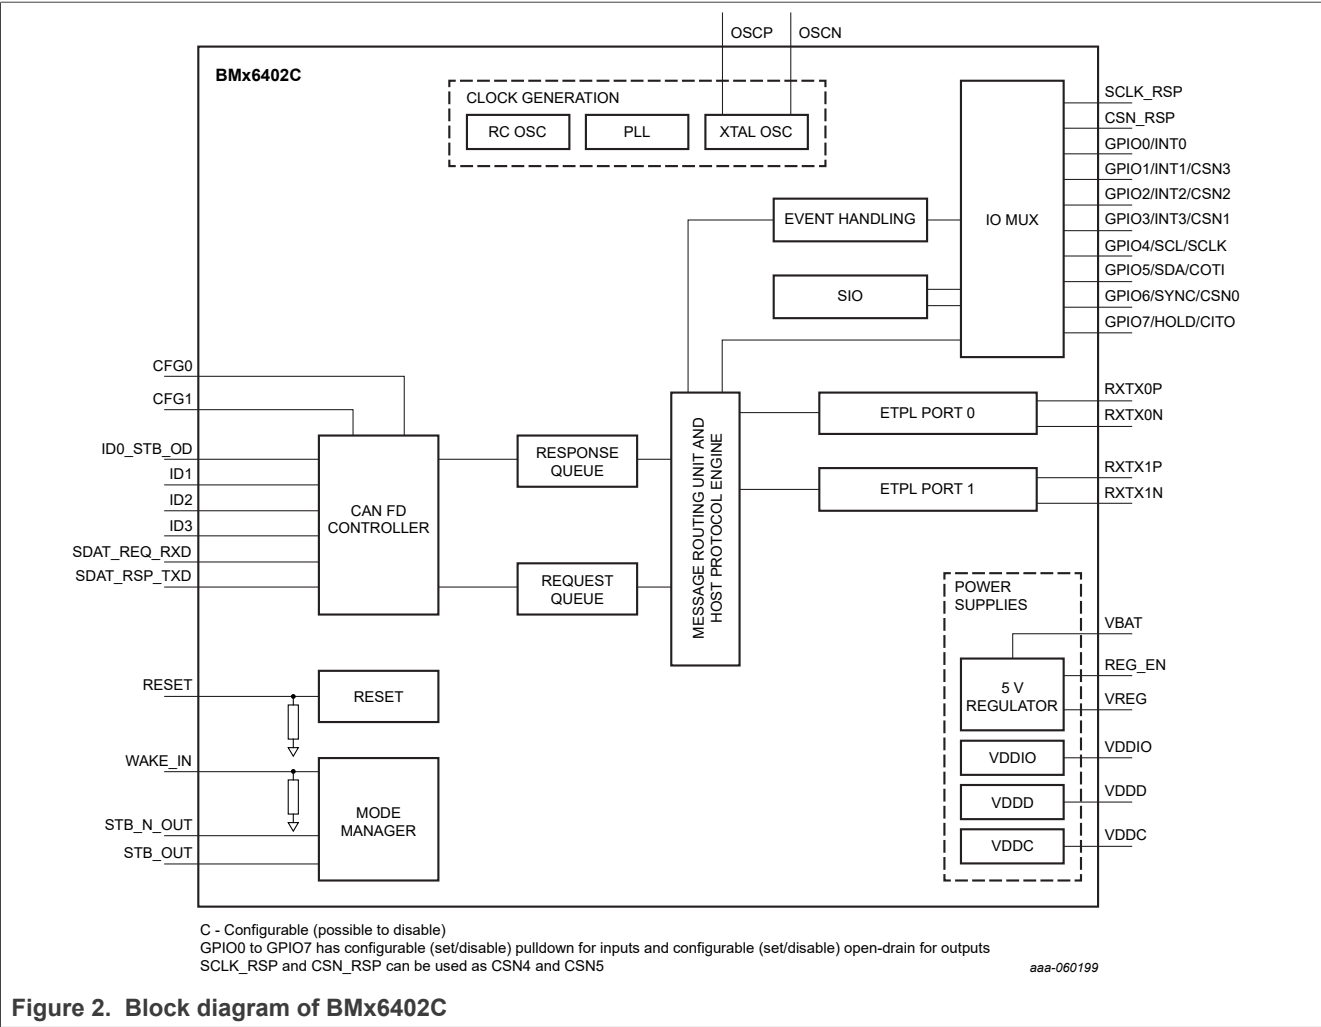 OSCP
OSCN
BMx6402C
CLOCK GENERATION
RC OSC
PLL
XTAL OSC
SCLK_RSP
CSN_RSP
GPIO0/INT0
GPIO1/INT1/CSN3
GPIO2/INT2/CSN2
GPIO3/INT3/CSN1
GPIO4/SCL/SCLK
GPIO5/SDA/COTI
GPIO6/SYNC/CSN0
GPIO7/HOLD/CITO
EVENT HANDLING
IO MUX
SIO
CFG0
CFG1
ID0_STB_OD
ID1
ID2
ID3
SDAT_REQ_RXD
SDAT_RSP_TXD
CAN FD
CONTROLLER
RESPONSE
QUEUE
REQUEST
QUEUE
MESSAGE ROUTING UNIT AND
HOST PROTOCOL ENGINE
ETPL PORT 0
RXTX0P
RXTX0N
ETPL PORT 1
RXTX1P
RXTX1N
POWER
SUPPLIES
VBAT
5 V
REGULATOR
REG_EN
VREG
VDDIO
VDDIO
VDDD
VDDD
VDDC
VDDC
RESET
RESET
WAKE_IN
STB_N_OUT
STB_OUT
MODE
MANAGER
C - Configurable (possible to disable)
GPIO0 to GPIO7 has configurable (set/disable) pulldown for inputs and configurable (set/disable) open-drain for outputs
SCLK_RSP and CSN_RSP can be used as CSN4 and CSN5
aaa-060199
Figure 2. Block diagram of BMx6402C